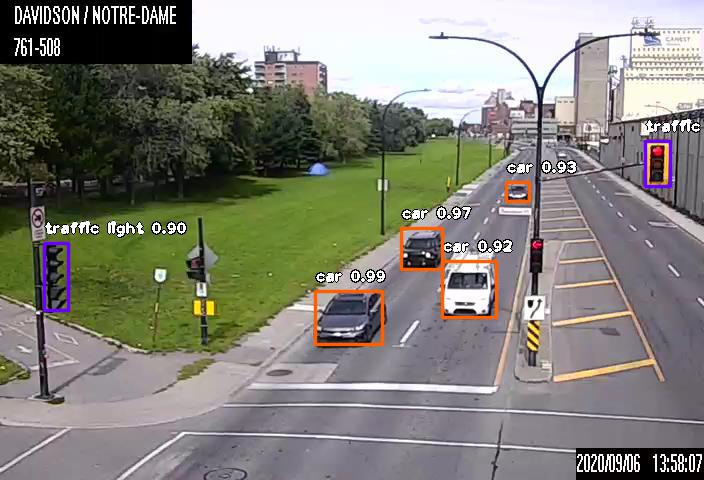 DAVIDSON / NOTRE-DAME
761-508
CANEST
traffic
car 0.93
car 0.97
traffic light 0.90
car 0.92
car 0.99
2020/09/06 13:58:07